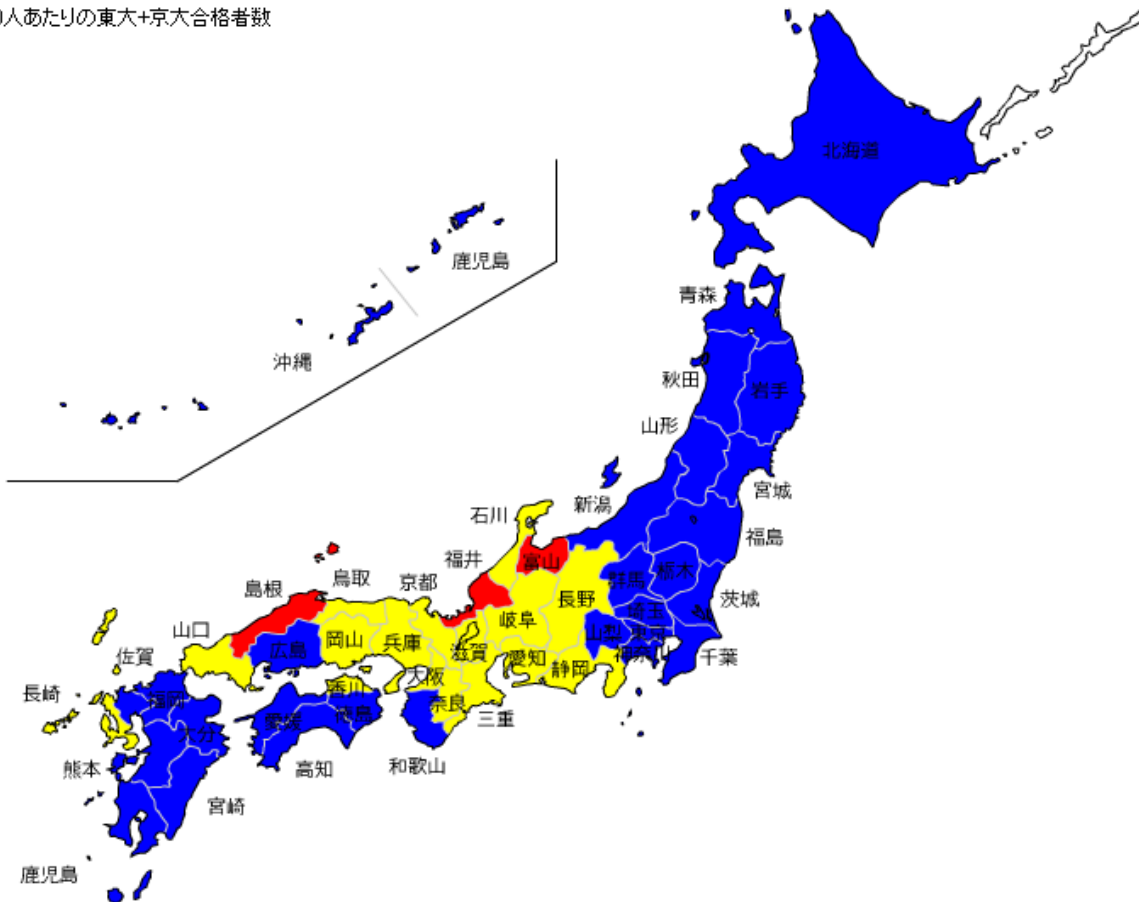 人あたりの東大+京大合格者数
北海道
鹿児島
青森
沖縄
秋田
岩手
山形
宮城
新潟
石川
福島
福井
富山
群馬
栃木
島根
鳥取
京都
長野
茨城
埼玉
岐阜
山口
広島
岡山
兵庫
滋賀
山梨
東京
神奈川
千葉
佐賀
愛知
静岡
大阪
長崎
福岡
香川
奈良
三重
愛媛
徳島
大分
熊本
高知
和歌山
宮崎
鹿児島